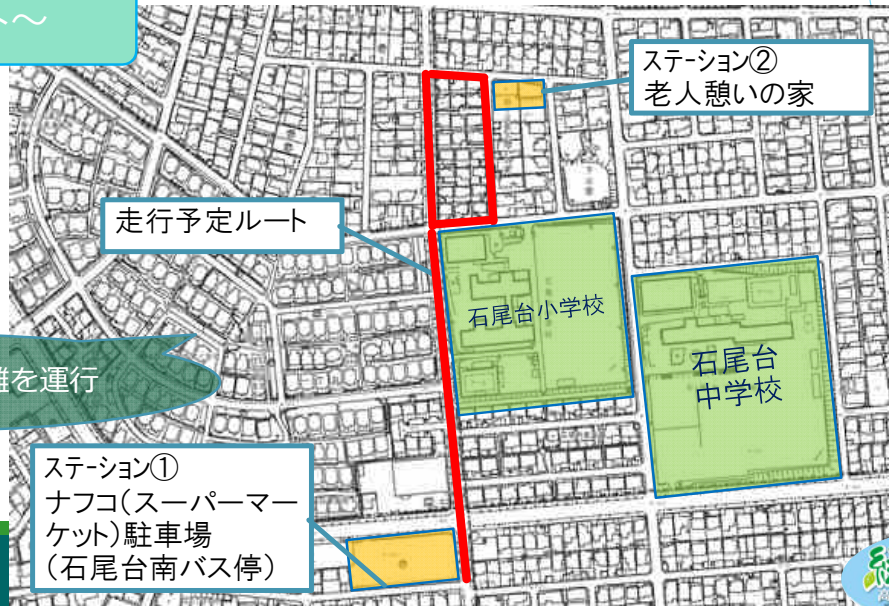 ～
ステーション②
老人憩いの家
走行予定ルート
石尾台小学校
を運行
石尾台
中学校
ステーション①
ナフコ(スーパーマー
ケット)駐車場
(石尾台南バス停)